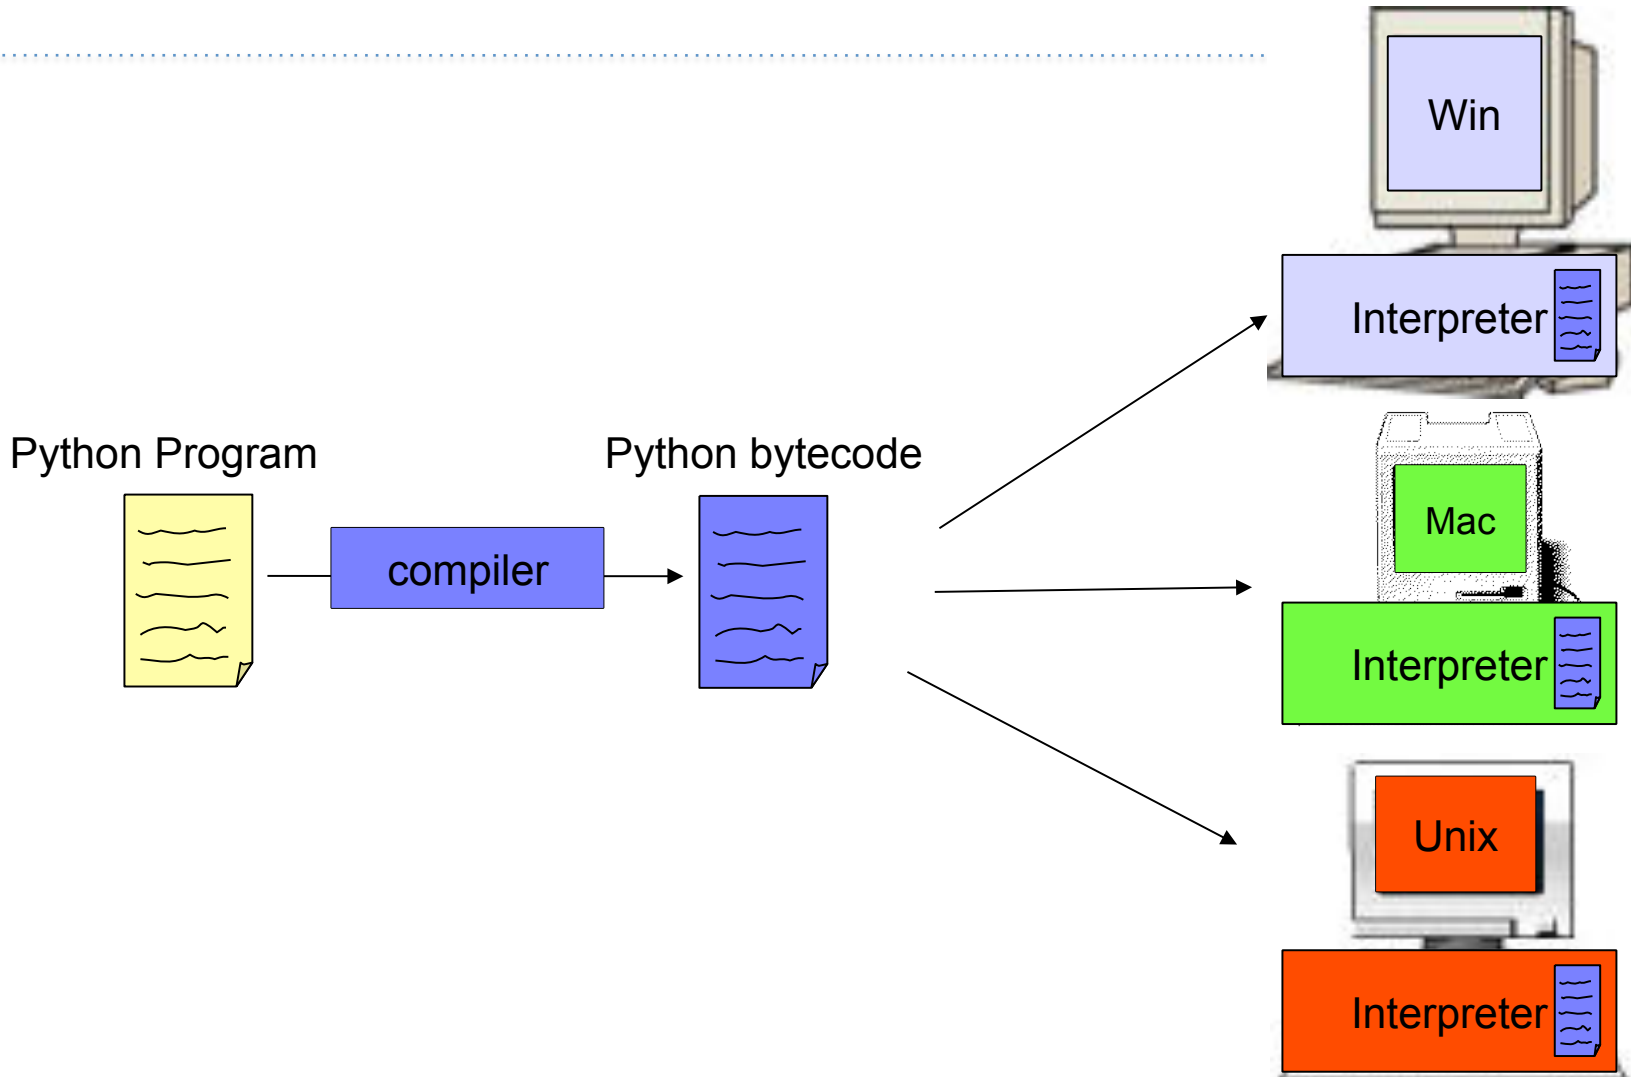 Win
Interpreter
Python Program
Python bytecode
compiler
Mac
Interpreter
Unix
Interpreter